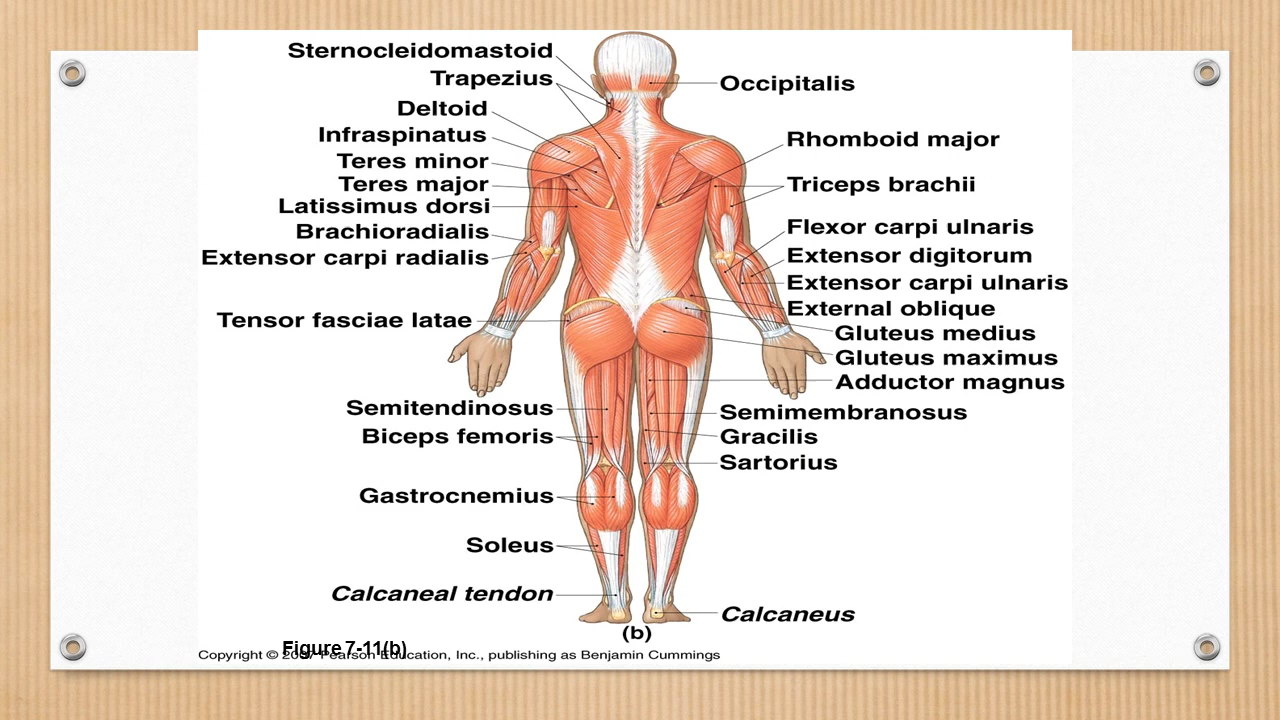 Sternocleidomastoid
Trapezius
Deltoid
Infraspinatus
Teres minor
Teres major
Latissimus dorsi
Brachioradialis
Extensor carpi radialis
Tensor fasciae latae
Semitendinosus
Biceps femoris
Gastrocnemius
Soleus
Calcaneal tendon
Occipitalis
Rhomboid major
Triceps brachii
Flexor carpi ulnaris
Extensor digitorum
Extensor carpi ulnaris
External oblique
Gluteus medius
Gluteus maximus
Adductor magnus
Semimembranosus
Gracilis
Sartorius
Calcaneus
(b)
Figure 7-11(b)
Copyright © Pearson Education, Inc., publishing as Benjamin Cummings